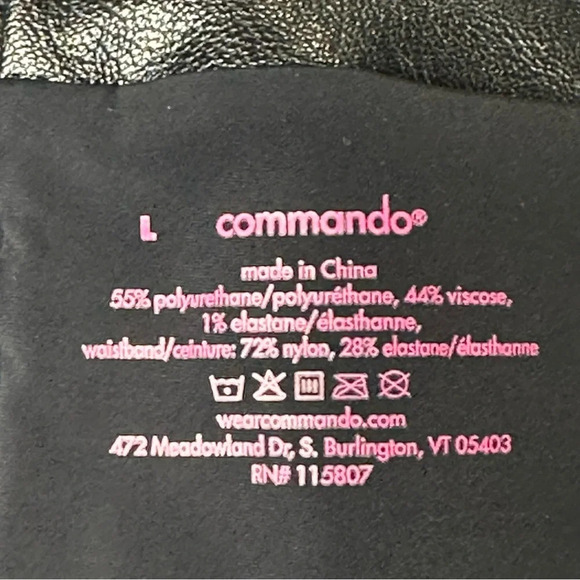 L commando®
made in China
55% polyurethane/polyuréthane, 44% viscose,
1% elastane/élasthanne,
waistband/ceinture: 72% nylon, 28% elastane/élasthanne
wearcommando.com
472 Meadowland Dr, S. Burlington, VT 05403
RN# 115807